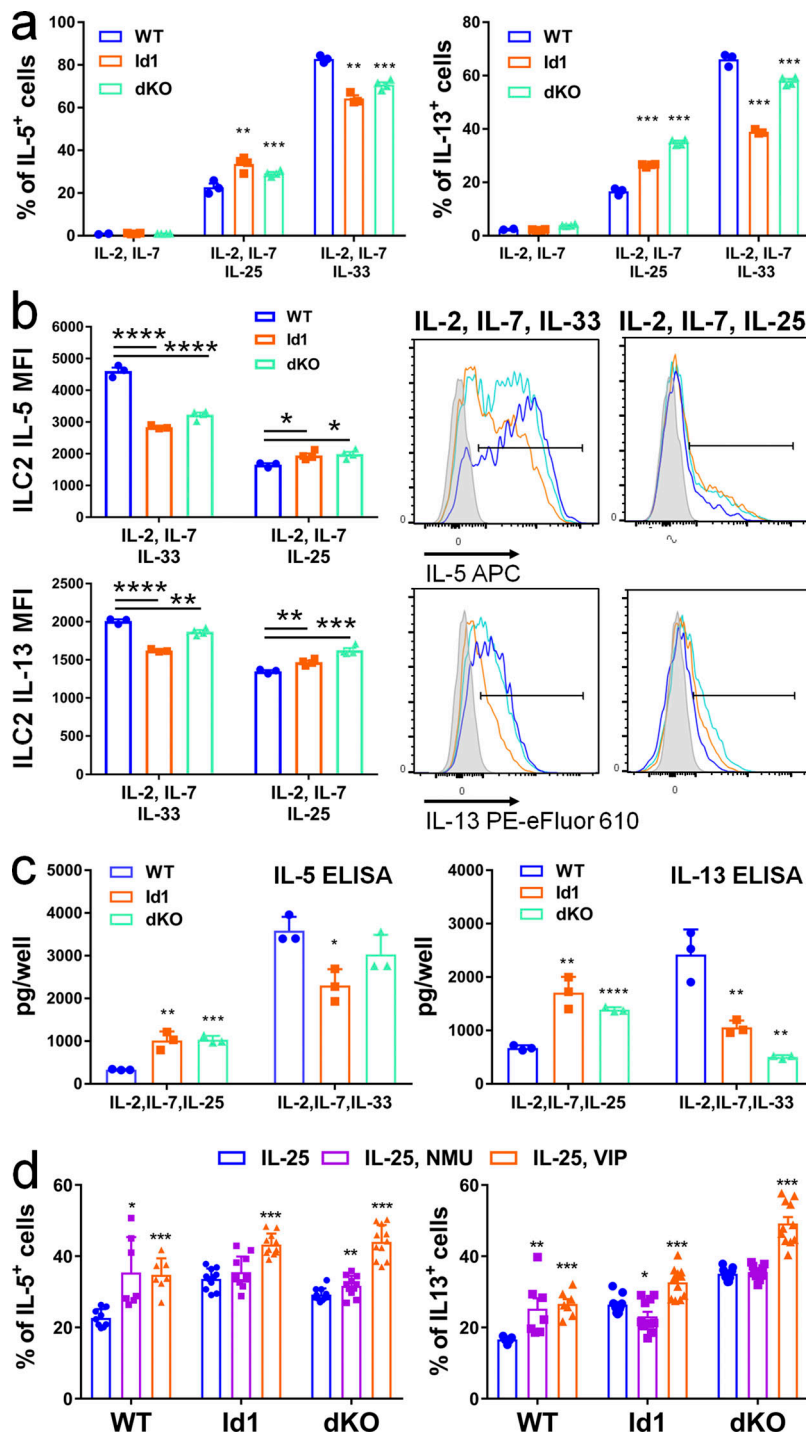 a
% of IL-5+ cells
100
80
60
40
20
0
WT
Id1
dKO
** *** ** ***
IL-2, IL-7
IL-2, IL-7
IL-25
IL-2, IL-7
IL-33
% of IL-13+ cells
80
60
40
20
0
WT
Id1
dKO
*** *** *** ***
IL-2, IL-7
IL-2, IL-7
IL-25
IL-2, IL-7
IL-33
b
ILC2 IL-5 MFI
6000
5000
4000
3000
2000
1000
0
WT
Id1
dKO
**** **** * *
IL-2, IL-7
IL-33
IL-2, IL-7
IL-25
IL-2, IL-7, IL-33
IL-2, IL-7, IL-25
0
0
0
IL-5 APC
ILC2 IL-13 MFI
2500
2000
1500
1000
500
0
**** ** ** ***
IL-2, IL-7
IL-33
IL-2, IL-7
IL-25
0
0
0
0
IL-13 PE-eFluor 610
c
IL-5 ELISA
pg/well
5000
4000
3000
2000
1000
0
WT
Id1
dKO
** *** *
IL-2,IL-7,IL-25
IL-2,IL-7,IL-33
IL-13 ELISA
pg/well
4000
3000
2000
1000
0
WT
Id1
dKO
** **** ** **
IL-2,IL-7,IL-25
IL-2,IL-7,IL-33
d
IL-25
IL-25, NMU
IL-25, VIP
% of IL-5+ cells
60
40
20
0
* *** *** ** ***
WT
Id1
dKO
% of IL13+ cells
60
40
20
0
** *** * *** ***
WT
Id1
dKO